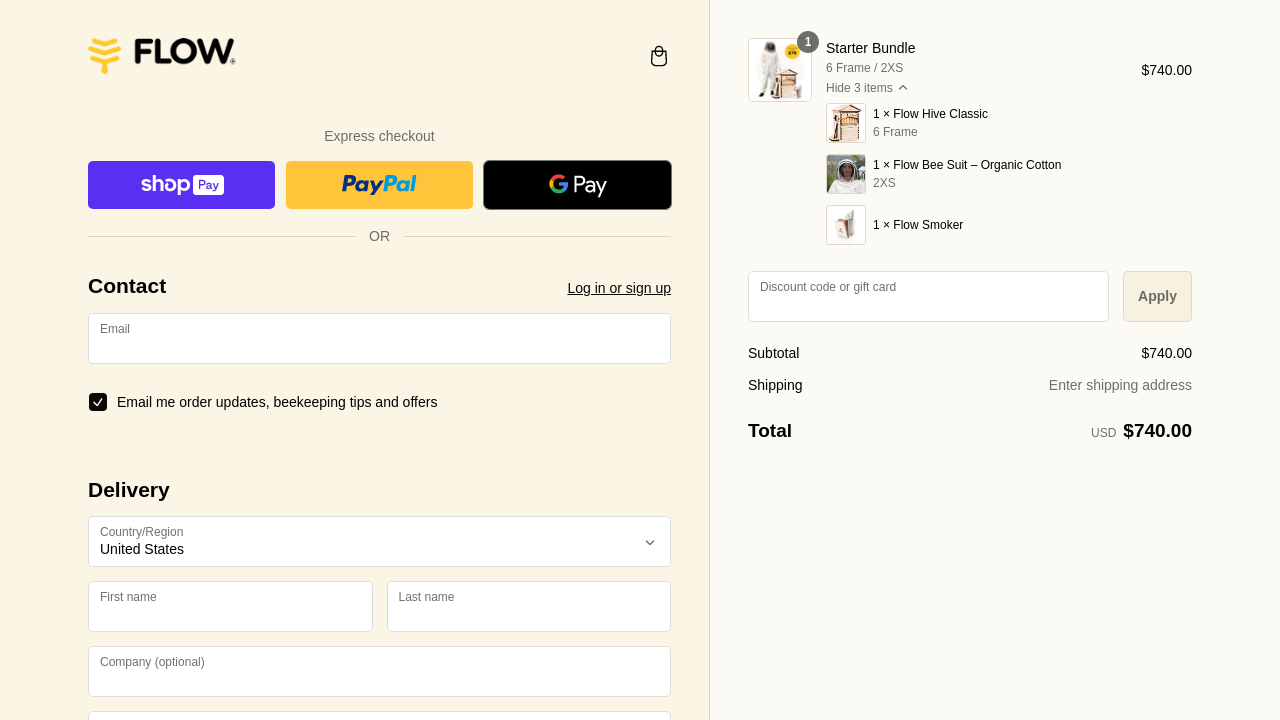 FLOW.®
Express checkout
shop Pay
PayPal
G Pay
OR
Contact
Log in or sign up
Email
Email me order updates, beekeeping tips and offers
Delivery
Country/Region
United States
First name
Last name
Company (optional)
1
Starter Bundle
6 Frame / 2XS
$740.00
Hide 3 items
1 × Flow Hive Classic
6 Frame
1 × Flow Bee Suit – Organic Cotton
2XS
1 × Flow Smoker
Discount code or gift card
Apply
Subtotal
$740.00
Shipping
Enter shipping address
Total
USD $740.00